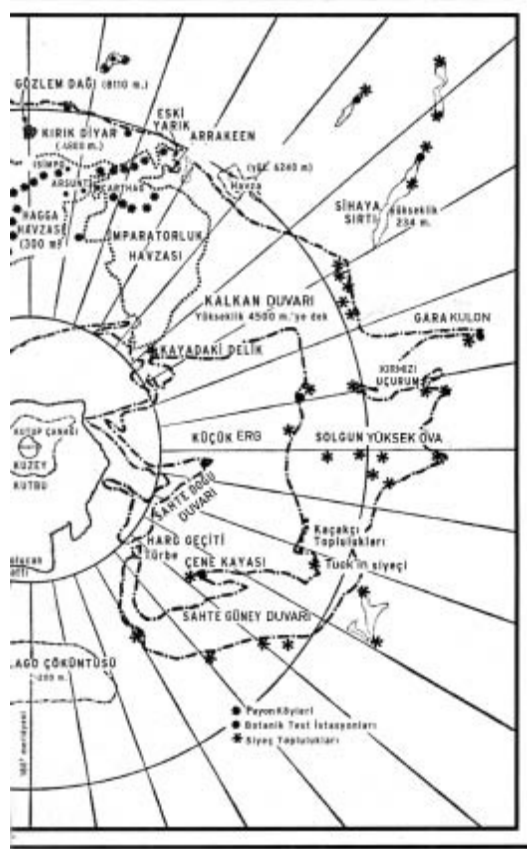 GÖZLEM DAĞI (8110 m.)
ESKİ
YARIK
ARRAKEEN
KIRIK DİYAR
CARTHAG
Havza
HAGGA
HAVZASI
(300 m)
İMPARATORLUK
HAVZASI
SİHAYA
SIRTI
Yükseklik
234 m.
KALKAN DUVARI
Yükseklik 4500 m.'ye dek
GARA KULON
KAYADAKİ DELİK
KIRMIZI
UÇURUM
KUTUP ÇANAĞI
KUZEY
KUTBU
KÜÇÜK ERG
SOLGUN YÜKSEK OVA
SAHTE DOĞU
DUVARI
Kaçakçı
Toplulukları
HARG GEÇİTİ
Türbe
ÇENE KAYASI
Tuek'in siyeçi
SAHTE GÜNEY DUVARI
LAGO ÇÖKÜNTÜSÜ
Payon Köyleri
Botanik Test İstasyonları
Siyeç Toplulukları